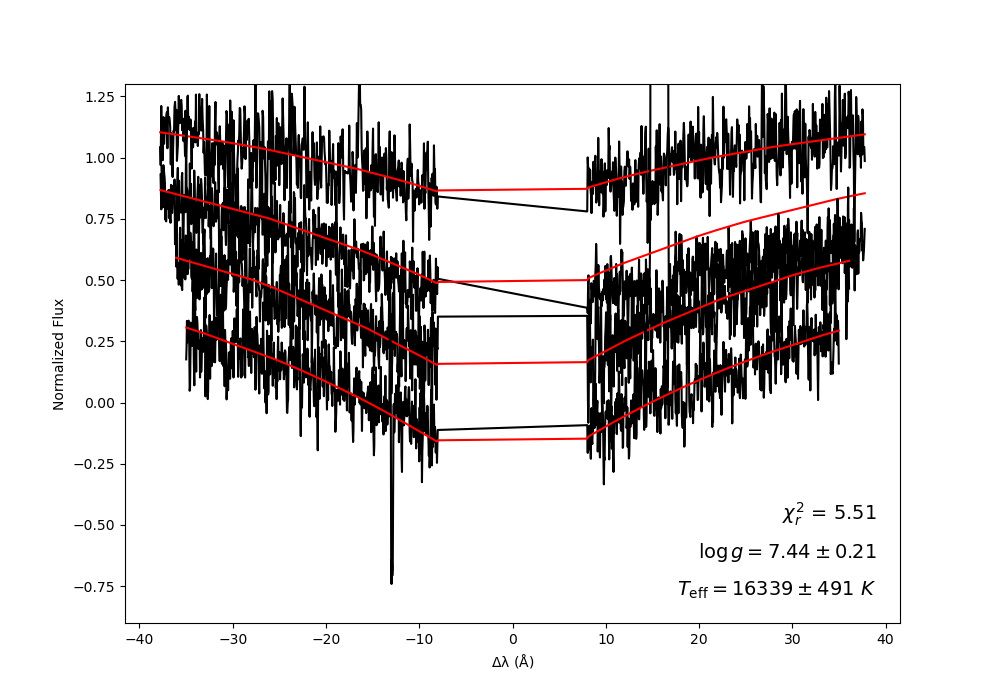 1.25
1.00
0.75
0.50
0.25
0.00
−0.25
−0.50
−0.75
Normalized Flux
χ²ᵣ = 5.51
log g = 7.44 ± 0.21
T_eff = 16339 ± 491 K
−40 −30 −20 −10 0 10 20 30 40
Δλ (Å)